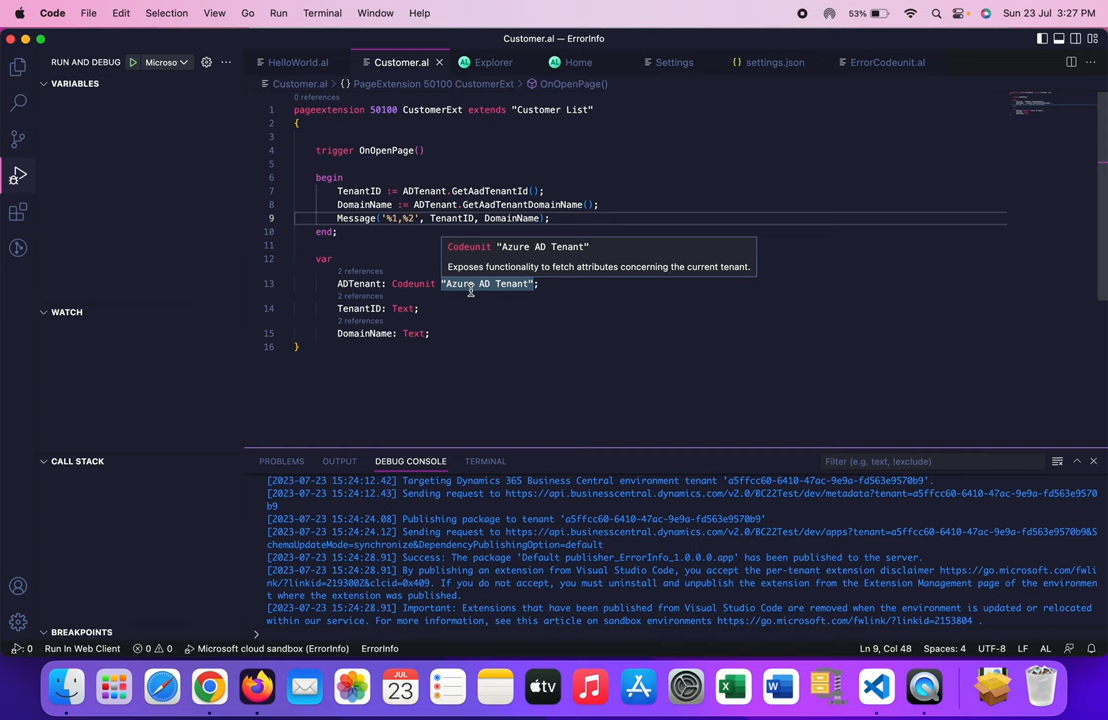 Code File Edit Selection View Go Run Terminal Window Help 53% Sun 23 Jul 3:27 PM
Customer.al — ErrorInfo
RUN AND DEBUG Microso
HelloWorld.al Customer.al Explorer Home Settings settings.json ErrorCodeunit.al
VARIABLES
Customer.al > {} PageExtension 50100 CustomerExt > OnOpenPage()
0 references
1 pageextension 50100 CustomerExt extends "Customer List"
2 {
3
4 trigger OnOpenPage()
5
6 begin
7 TenantID := ADTenant.GetAadTenantId();
8 DomainName := ADTenant.GetAadTenantDomainName();
9 Message('%1,%2', TenantID, DomainName);
10 end;
11
Codeunit "Azure AD Tenant"
12 var
Exposes functionality to fetch attributes concerning the current tenant.
2 references
13 ADTenant: Codeunit "Azure AD Tenant";
2 references
14 TenantID: Text;
2 references
15 DomainName: Text;
16 }
WATCH
CALL STACK
BREAKPOINTS
PROBLEMS OUTPUT DEBUG CONSOLE TERMINAL Filter (e.g. text, !exclude)
[2023-07-23 15:24:12.42] Targeting Dynamics 365 Business Central environment tenant 'a5ffcc60-6410-47ac-9e9a-fd563e9570b9'.
[2023-07-23 15:24:12.43] Sending request to https://api.businesscentral.dynamics.com/v2.0/BC22Test/dev/metadata?tenant=a5ffcc60-6410-47ac-9e9a-fd563e9570
b9
[2023-07-23 15:24:24.08] Publishing package to tenant 'a5ffcc60-6410-47ac-9e9a-fd563e9570b9'
[2023-07-23 15:24:24.12] Sending request to https://api.businesscentral.dynamics.com/v2.0/BC22Test/dev/apps?tenant=a5ffcc60-6410-47ac-9e9a-fd563e9570b9&S
chemaUpdateMode=synchronize&DependencyPublishingOption=default
[2023-07-23 15:24:28.91] Success: The package 'Default publisher_ErrorInfo_1.0.0.0.app' has been published to the server.
[2023-07-23 15:24:28.91] By publishing an extension from Visual Studio Code, you accept the per-tenant extension disclaimer https://go.microsoft.com/fwli
nk/?linkid=2193002&clcid=0x409. If you do not accept, you must uninstall and unpublish the extension from the Extension Management page of the environmen
t where the extension was published.
[2023-07-23 15:24:28.91] Important: Extensions that have been published from Visual Studio Code are removed when the environment is updated or relocated
within our service. For more information, see this article on sandbox environments https://go.microsoft.com/fwlink/?linkid=2153804 .
>
0 Run In Web Client 0 0 Microsoft cloud sandbox (ErrorInfo) ErrorInfo Ln 9, Col 48 Spaces: 4 UTF-8 LF AL
JUL
23
tv